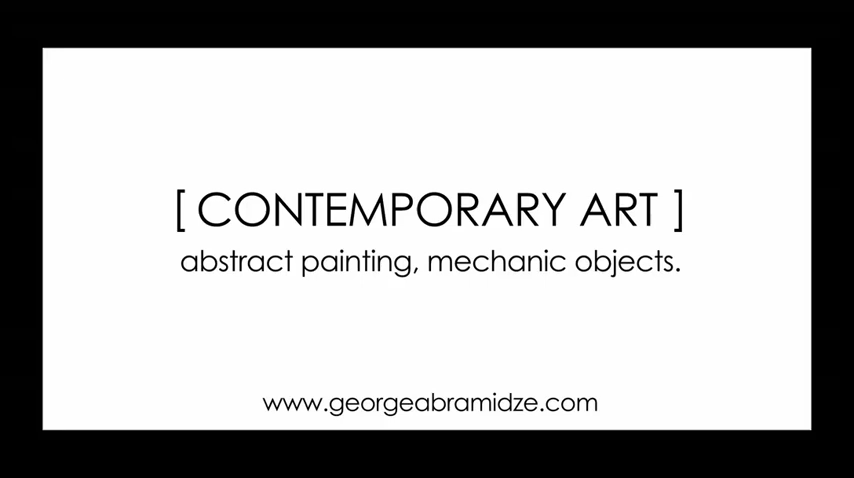 [ CONTEMPORARY ART ]
abstract painting, mechanic objects.
www.georgeabramidze.com